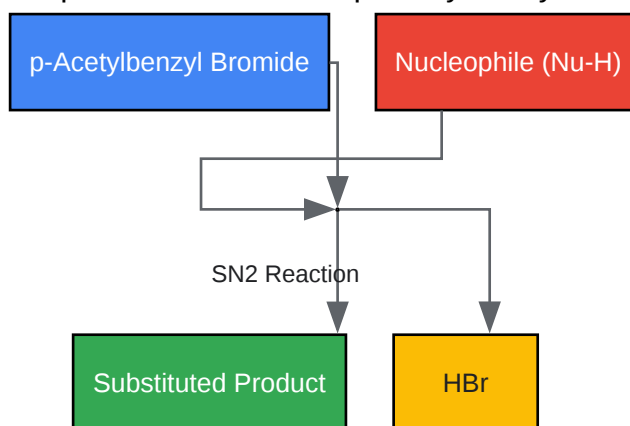 p-Acetylbenzyl Bromide
Nucleophile (Nu-H)
SN2 Reaction
Substituted Product
HBr